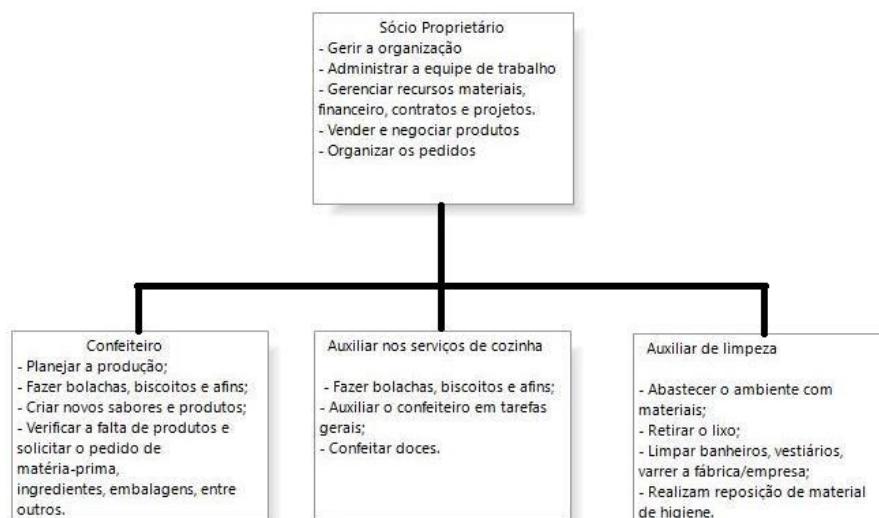 Sócio Proprietário
- Gerir a organização
- Administrar a equipe de trabalho
- Gerenciar recursos materiais,
financeiro, contratos e projetos.
- Vender e negociar produtos
- Organizar os pedidos
Confeiteiro
- Planejar a produção;
- Fazer bolachas, biscoitos e afins;
- Criar novos sabores e produtos;
- Verificar a falta de produtos e
solicitar o pedido de
matéria-prima,
ingredientes, embalagens, entre
outros.
Auxiliar nos serviços de cozinha
- Fazer bolachas, biscoitos e afins;
- Auxiliar o confeiteiro em tarefas
gerais;
- Confeitar doces.
Auxiliar de limpeza
- Abastecer o ambiente com
materiais;
- Retirar o lixo;
- Limpar banheiros, vestiários,
varrer a fábrica/empresa;
- Realizam reposição de material
de higiene.